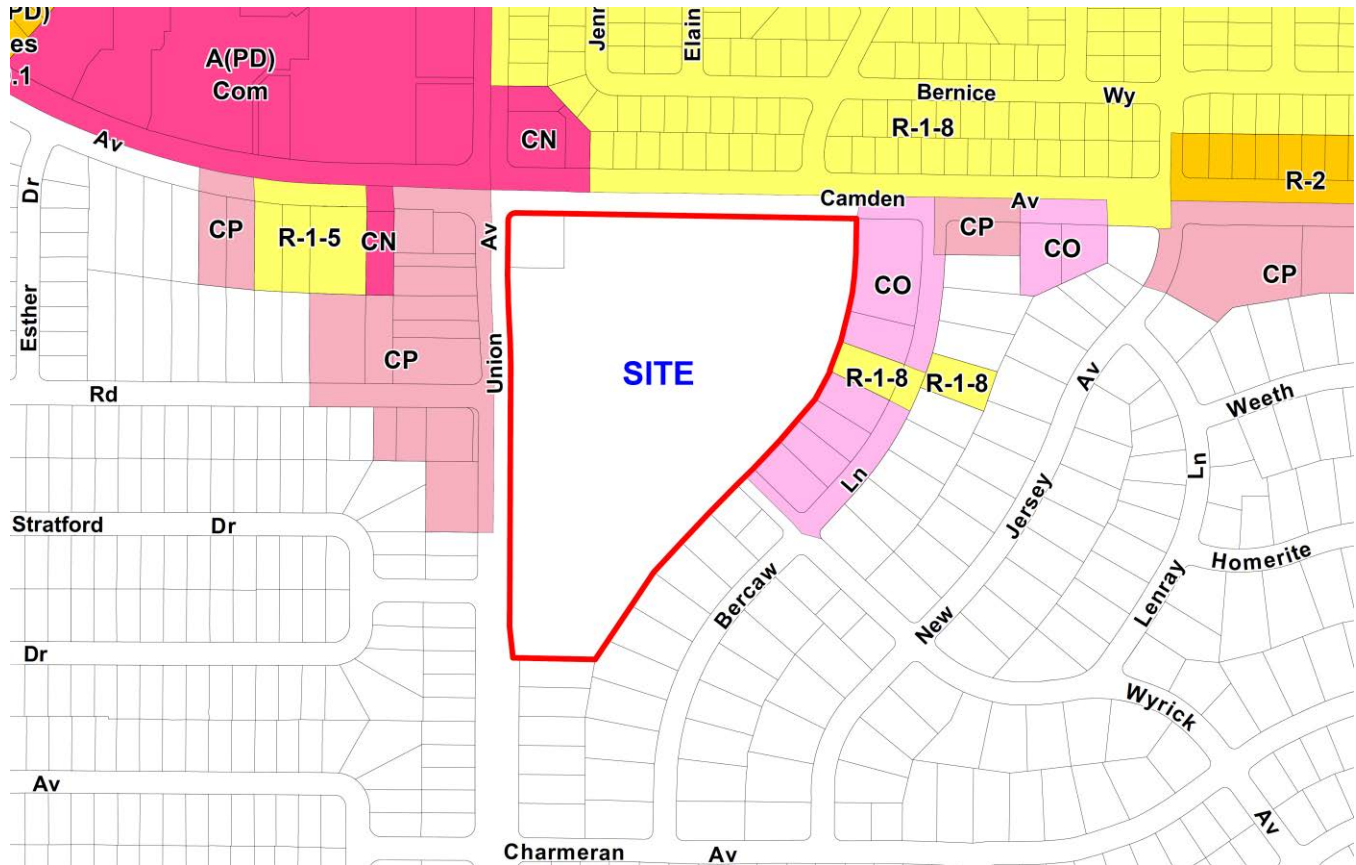 PD)
es
.1
A(PD)
Com
Jenn
Elain
Bernice Wy
R-1-8
CN
R-2
Av
Dr
Esther
CP
R-1-5
CN
Av
Union
Camden Av
CP
CO
CO
CP
CP
SITE
R-1-8
R-1-8
Rd
Av
Weeth
Ln
Ln
Jersey
New
Stratford Dr
Homerite
Lenray
Bercaw
Dr
Wyrick
Av
Av
Charmeran Av